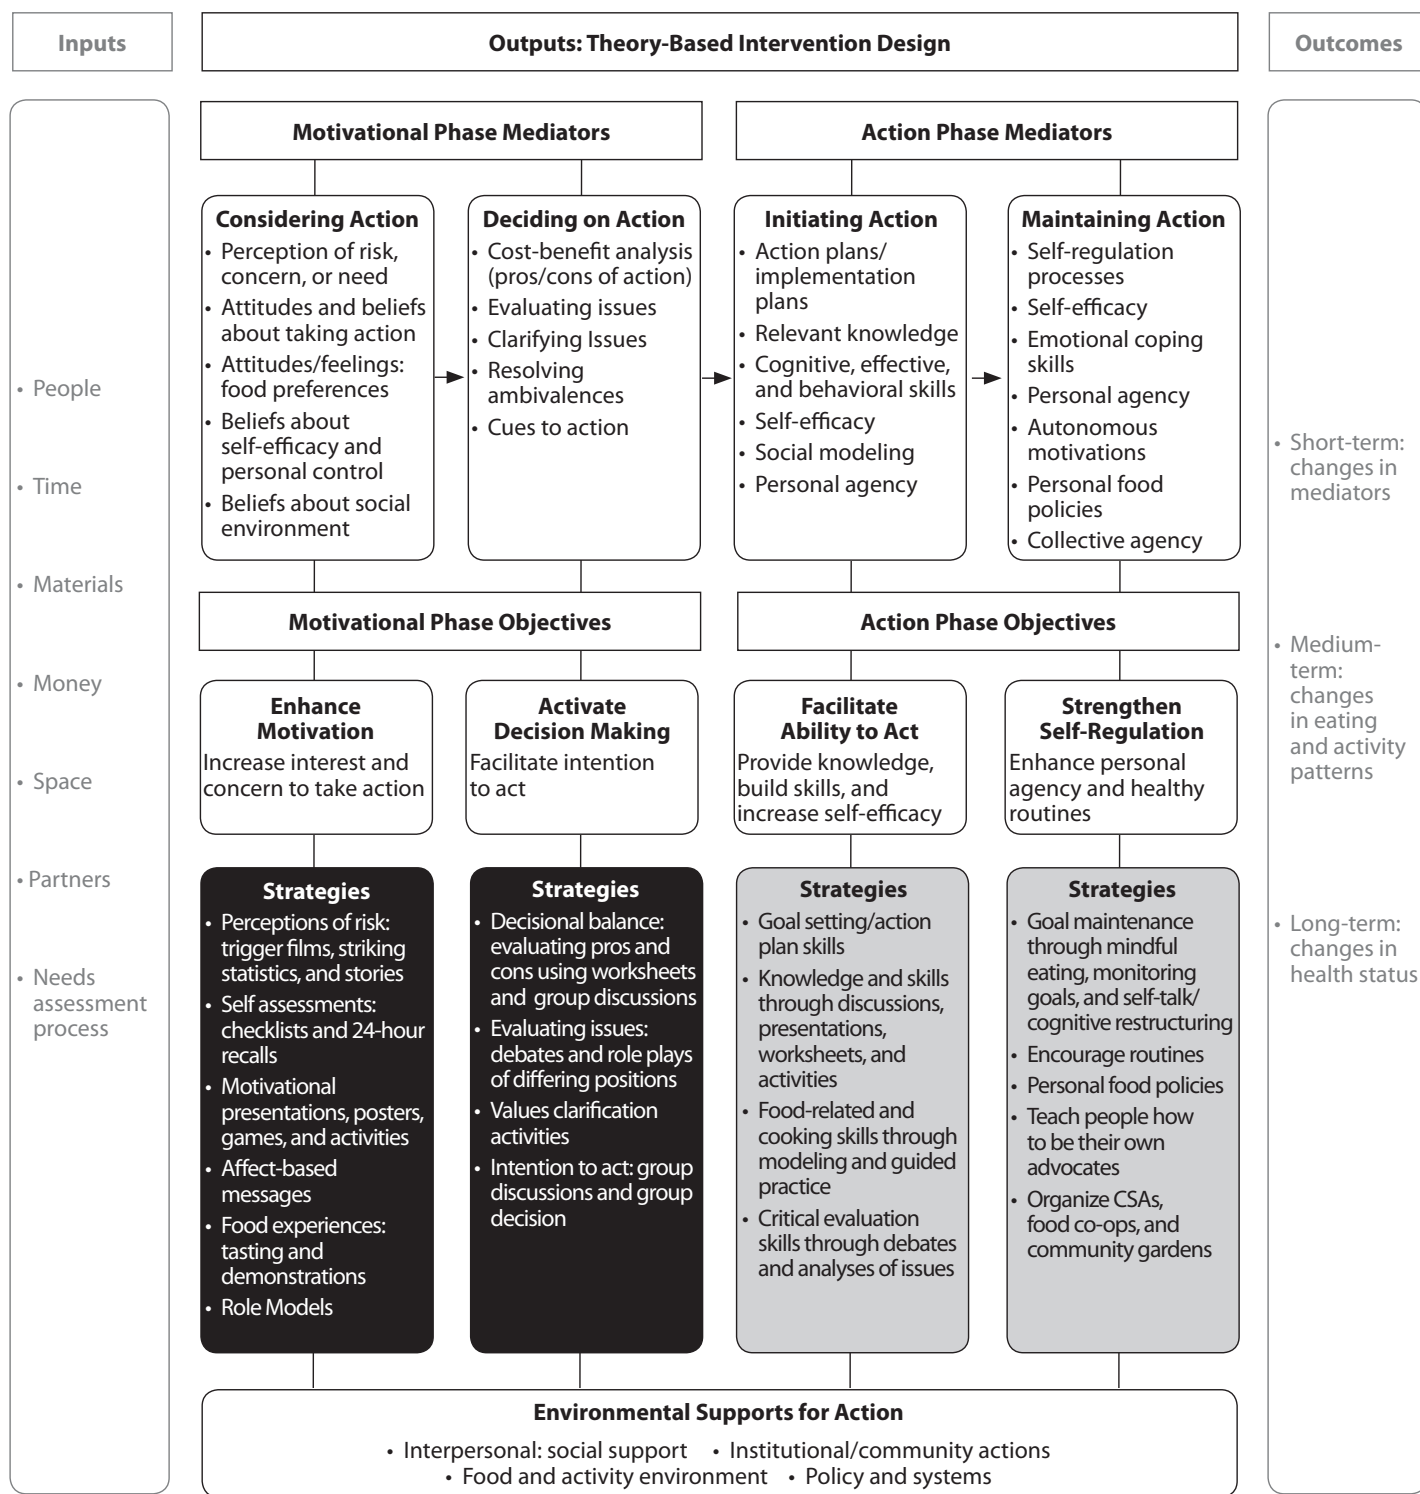 Inputs
Outputs: Theory-Based Intervention Design
Outcomes
• People
• Time
• Materials
• Money
• Space
• Partners
• Needs
assessment
process
Motivational Phase Mediators
Action Phase Mediators
Considering Action
• Perception of risk,
concern, or need
• Attitudes and beliefs
about taking action
• Attitudes/feelings:
food preferences
• Beliefs about
self-efficacy and
personal control
• Beliefs about social
environment
Deciding on Action
• Cost-benefit analysis
(pros/cons of action)
• Evaluating issues
• Clarifying Issues
• Resolving
ambivalences
• Cues to action
Initiating Action
• Action plans/
implementation
plans
• Relevant knowledge
• Cognitive, effective,
and behavioral skills
• Self-efficacy
• Social modeling
• Personal agency
Maintaining Action
• Self-regulation
processes
• Self-efficacy
• Emotional coping
skills
• Personal agency
• Autonomous
motivations
• Personal food
policies
• Collective agency
Motivational Phase Objectives
Action Phase Objectives
Enhance
Motivation
Increase interest and
concern to take action
Activate
Decision Making
Facilitate intention
to act
Facilitate
Ability to Act
Provide knowledge,
build skills, and
increase self-efficacy
Strengthen
Self-Regulation
Enhance personal
agency and healthy
routines
Strategies
• Perceptions of risk:
trigger films, striking
statistics, and stories
• Self assessments:
checklists and 24-hour
recalls
• Motivational
presentations, posters,
games, and activities
• Affect-based
messages
• Food experiences:
tasting and
demonstrations
• Role Models
Strategies
• Decisional balance:
evaluating pros and
cons using worksheets
and group discussions
• Evaluating issues:
debates and role plays
of differing positions
• Values clarification
activities
• Intention to act: group
discussions and group
decision
Strategies
• Goal setting/action
plan skills
• Knowledge and skills
through discussions,
presentations,
worksheets, and
activities
• Food-related and
cooking skills through
modeling and guided
practice
• Critical evaluation
skills through debates
and analyses of issues
Strategies
• Goal maintenance
through mindful
eating, monitoring
goals, and self-talk/
cognitive restructuring
• Encourage routines
• Personal food policies
• Teach people how
to be their own
advocates
• Organize CSAs,
food co-ops, and
community gardens
Environmental Supports for Action
• Interpersonal: social support • Institutional/community actions
• Food and activity environment • Policy and systems
• Short-term:
changes in
mediators
• Medium-
term:
changes
in eating
and activity
patterns
• Long-term:
changes in
health status